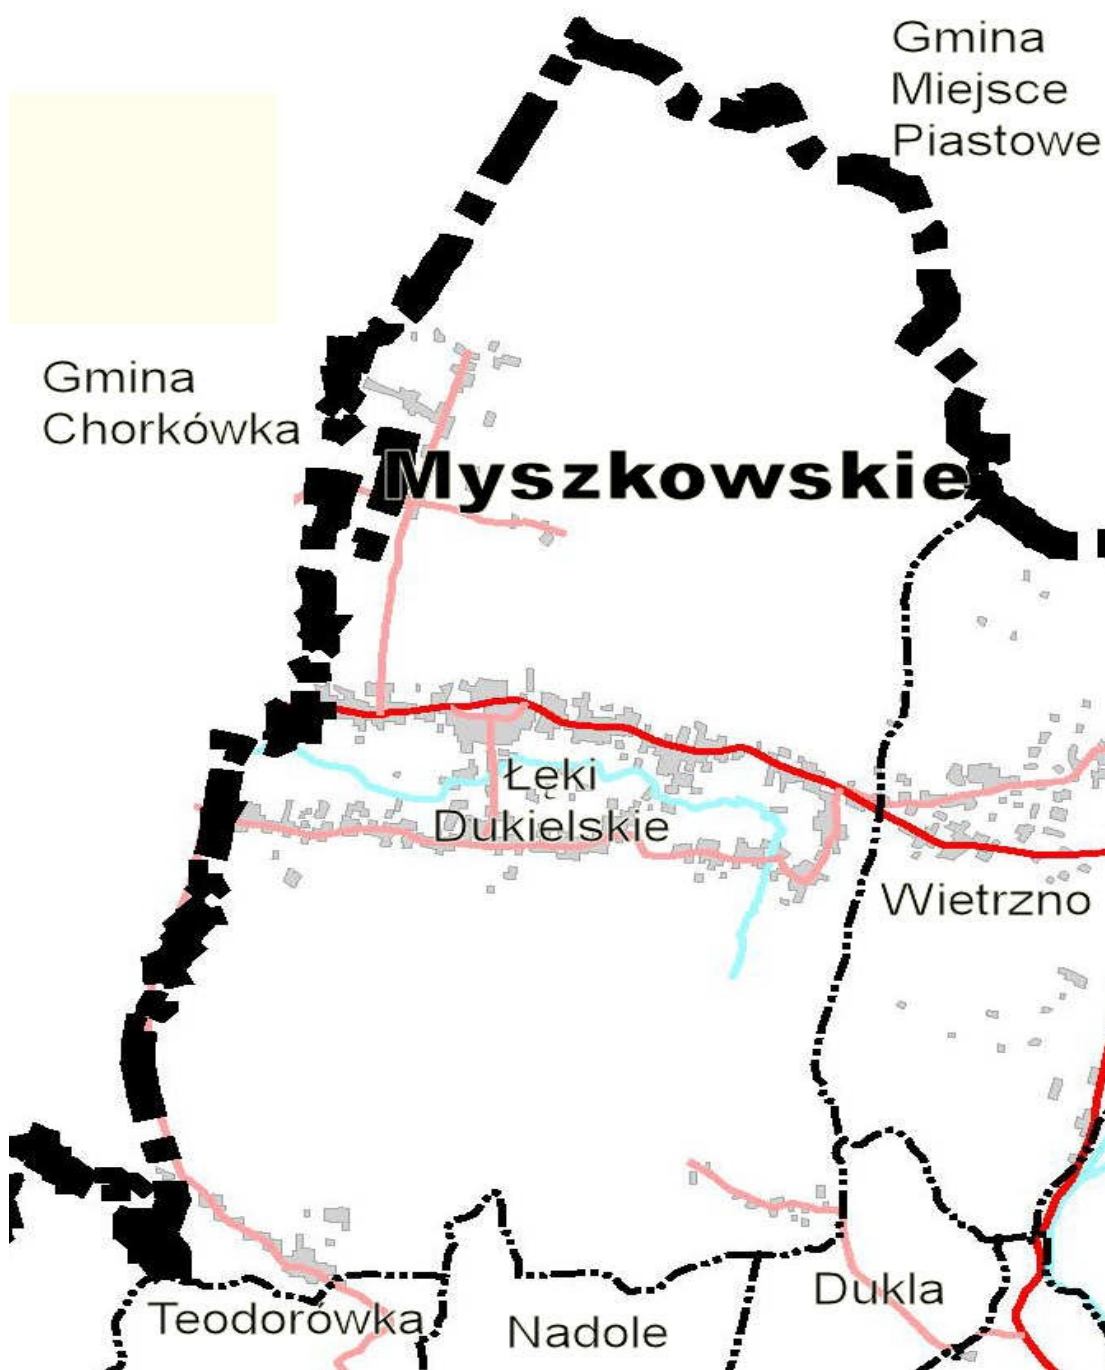 Gmina
Miejsce
Piastowe
Gmina
Chorkówka
Myszkowskie
Łęki
Dukielskie
Wietrzno
Dukla
Teodorówka
Nadole